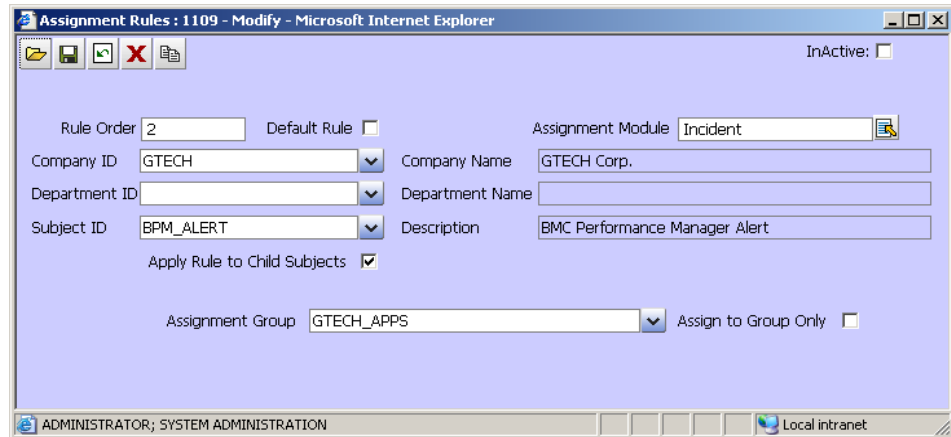 Assignment Rules : 1109 - Modify - Microsoft Internet Explorer
InActive:
Rule Order 2 Default Rule Assignment Module Incident
Company ID GTECH Company Name GTECH Corp.
Department ID Department Name
Subject ID BPM_ALERT Description BMC Performance Manager Alert
Apply Rule to Child Subjects
Assignment Group GTECH_APPS Assign to Group Only
ADMINISTRATOR; SYSTEM ADMINISTRATION Local intranet